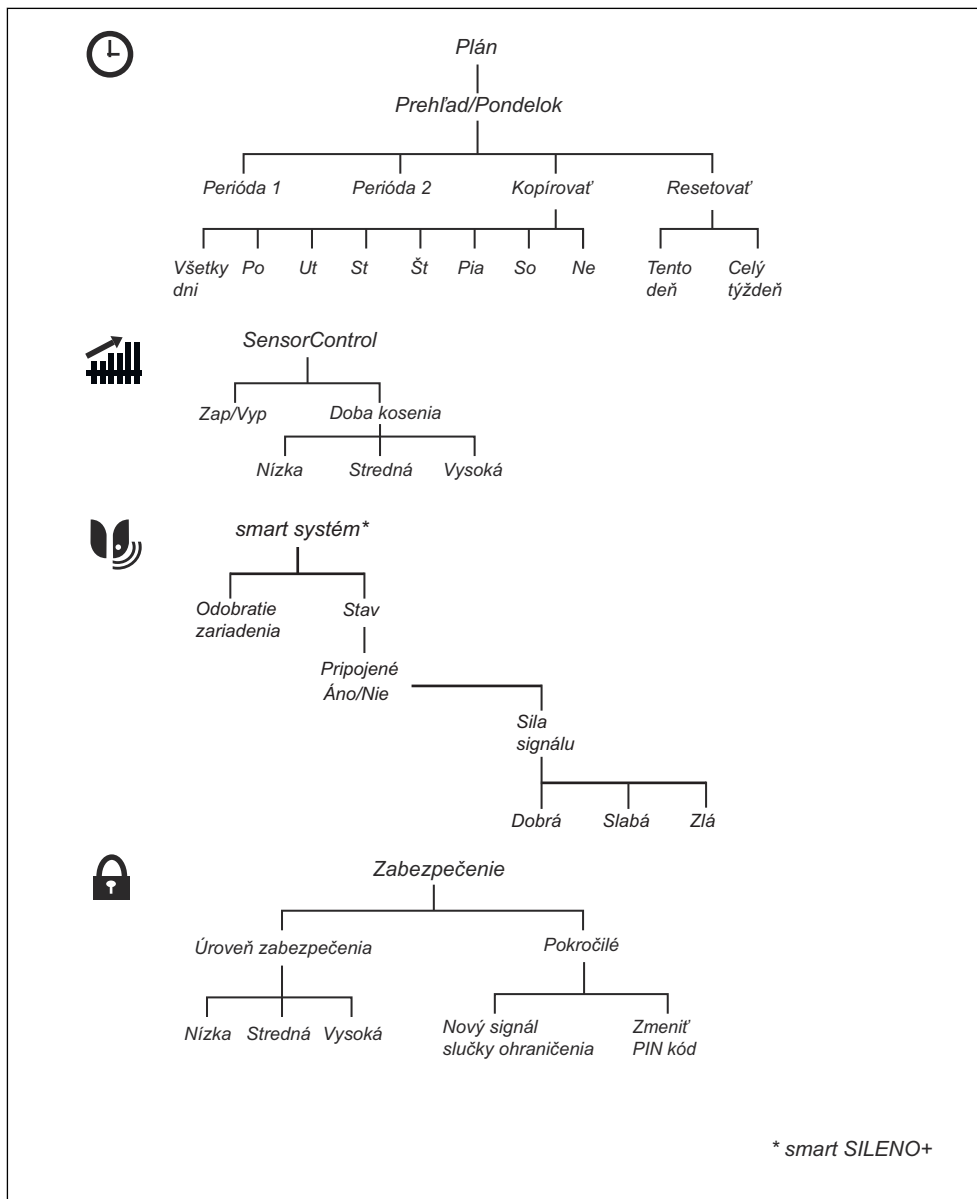 Plán
Prehľad/Pondelok
Perióda 1 Perióda 2 Kopírovať Resetovať
Všetky dni Po Ut St Št Pia So Ne Tento deň Celý týždeň
SensorControl
Zap/Vyp Doba kosenia
Nízka Stredná Vysoká
smart systém*
Odobratie zariadenia Stav
Pripojené
Áno/Nie
Sila
signálu
Dobrá Slabá Zlá
Zabezpečenie
Úroveň zabezpečenia Pokročilé
Nízka Stredná Vysoká Nový signál slučky ohraničenia Zmeniť PIN kód
* smart SILENO+